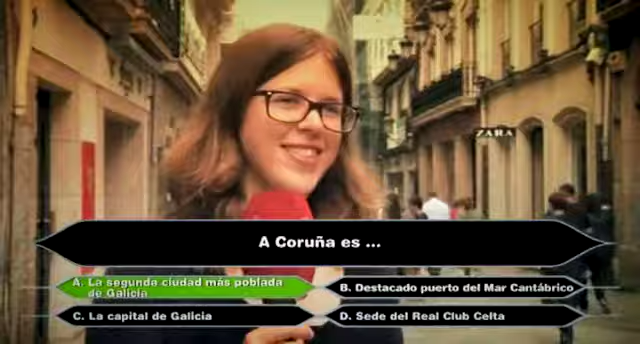 ZARA
A Coruña es ...
A. La segunda ciudad más poblada
de Galicia
B. Destacado puerto del Mar Cantábrico
C. La capital de Galicia
D. Sede del Real Club Celta